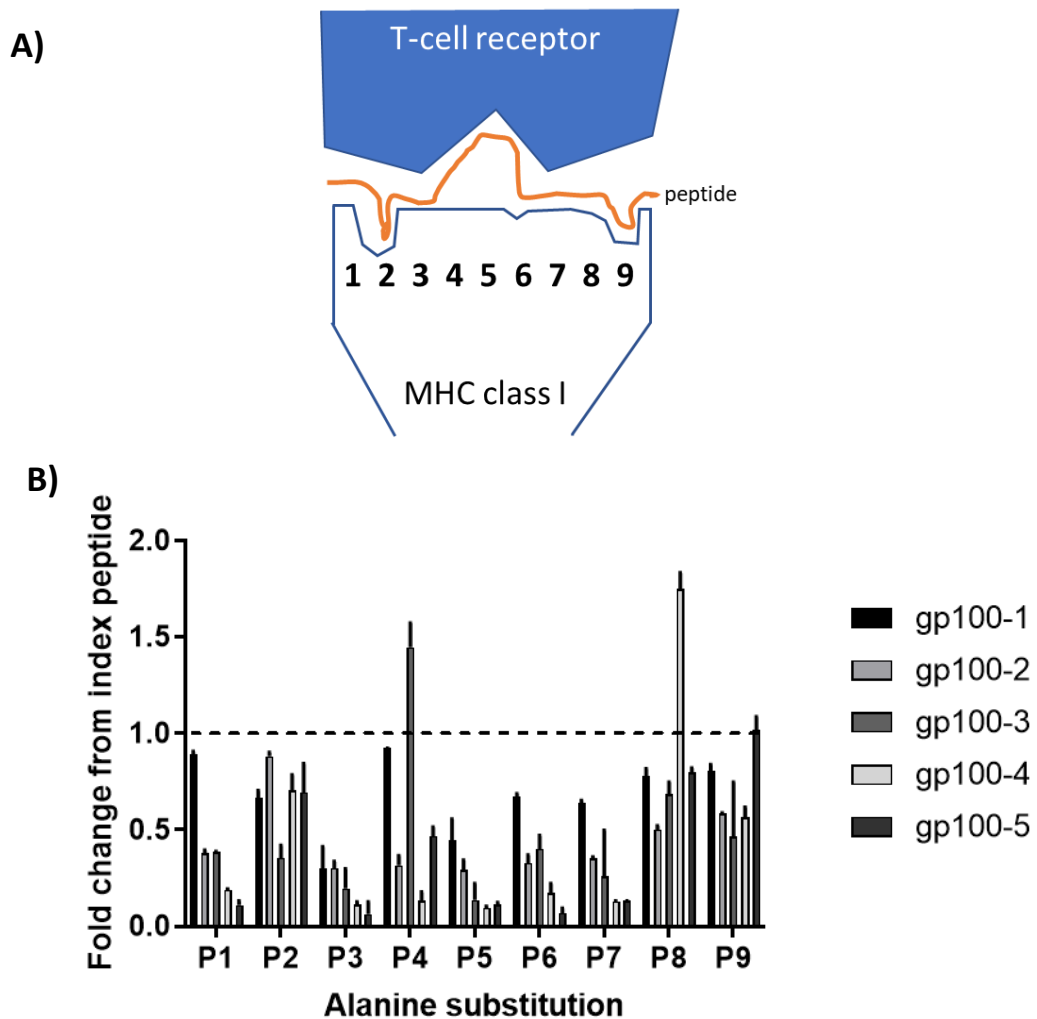 A)
T-cell receptor
peptide
1 2 3 4 5 6 7 8 9
MHC class I
B)
Fold change from index peptide
2.0
1.5
1.0
0.5
0.0
P1 P2 P3 P4 P5 P6 P7 P8 P9
Alanine substitution
gp100-1
gp100-2
gp100-3
gp100-4
gp100-5